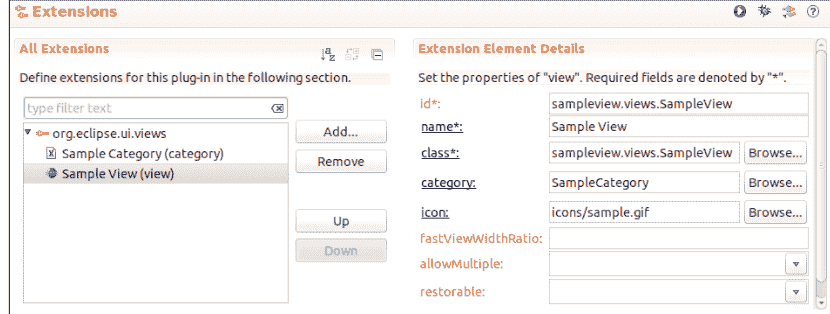 Extensions
All Extensions
Define extensions for this plug-in in the following section.
type filter text
org.eclipse.ui.views
Sample Category (category)
Sample View (view)
Add...
Remove
Up
Down
Extension Element Details
Set the properties of "view". Required fields are denoted by "*".
id*: sampleview.views.SampleView
name*: Sample View
class*: sampleview.views.SampleView Browse...
category: SampleCategory Browse...
icon: icons/sample.gif Browse...
fastViewWidthRatio:
allowMultiple:
restorable: